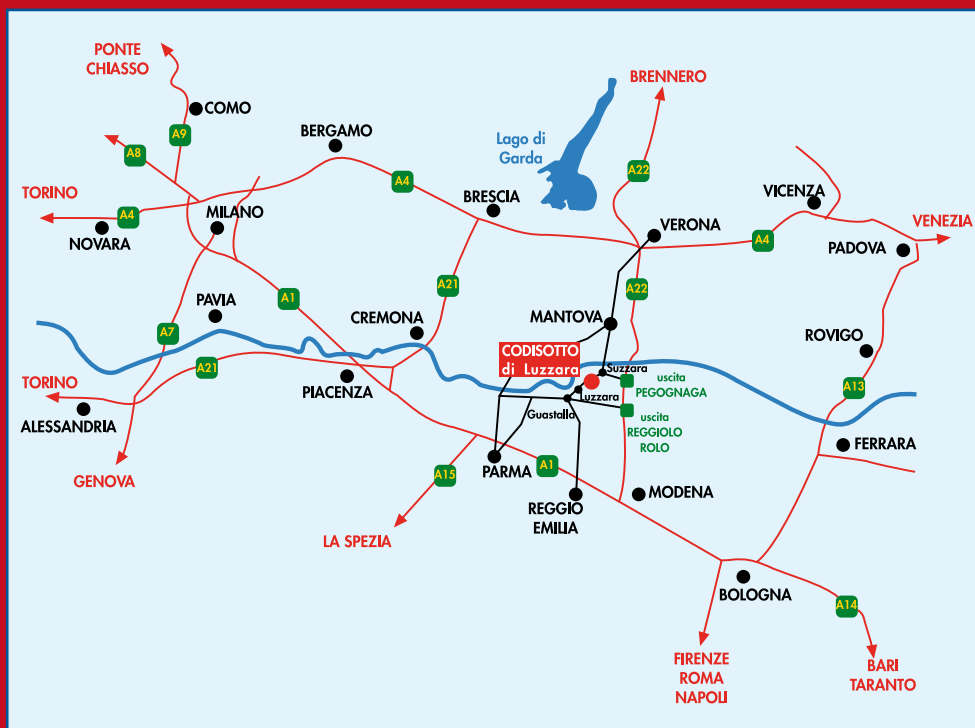 PONTE
CHIASSO
COMO
A9
A8
BERGAMO
BRENNERO
Lago di
Garda
A22
TORINO
A4
NOVARA
MILANO
A4
BRESCIA
VERONA
VICENZA
A4
VENEZIA
PADOVA
A1
A21
A22
PAVIA
A7
CREMONA
MANTOVA
ROVIGO
CODISOTTO
di Luzzara
Suzzara
A21
TORINO
PIACENZA
uscita
PEGOGNAGA
A13
Luzzara
Guastalla
ALESSANDRIA
uscita
REGGIOLO
ROLO
FERRARA
GENOVA
A15
PARMA
A1
REGGIO
EMILIA
MODENA
LA SPEZIA
BOLOGNA
A14
FIRENZE
ROMA
NAPOLI
BARI
TARANTO